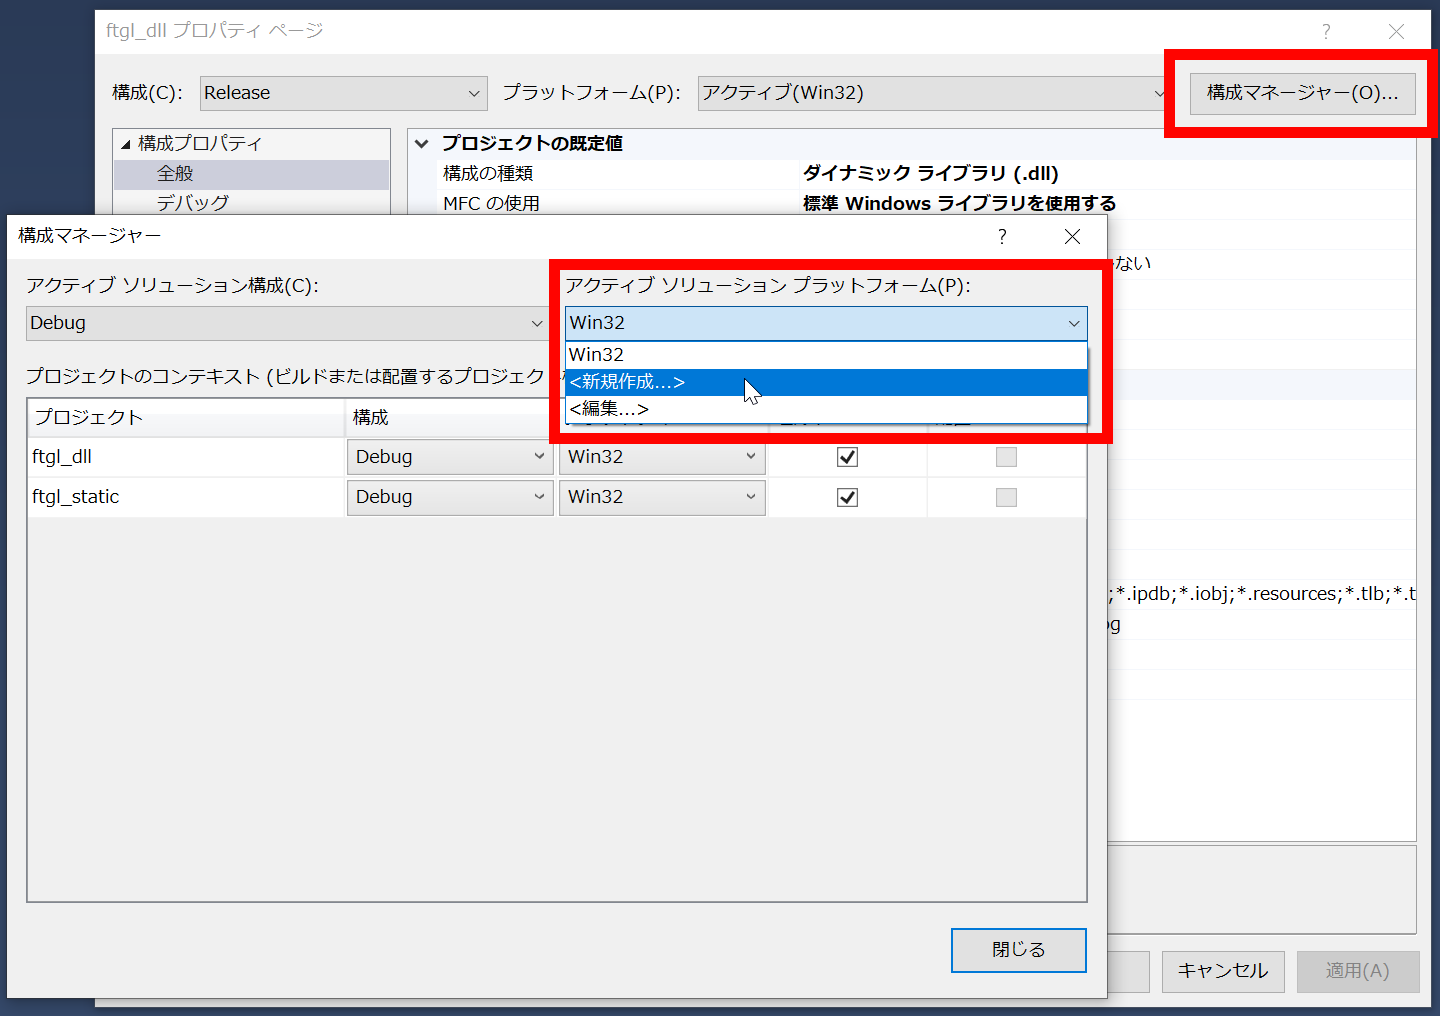 ftgl_dll プロパティ ページ
構成(C): Release プラットフォーム(P): アクティブ(Win32) 構成マネージャー(O)...
構成プロパティ
全般
デバッグ
プロジェクトの既定値
構成の種類 ダイナミック ライブラリ (.dll)
MFC の使用 標準 Windows ライブラリを使用する
ない
;*.ipdb;*.iobj;*.resources;*.tlb;*.t
og
構成マネージャー
アクティブ ソリューション構成(C):
Debug
アクティブ ソリューション プラットフォーム(P):
Win32
Win32
<新規作成...>
<編集...>
プロジェクトのコンテキスト (ビルドまたは配置するプロジェク
プロジェクト 構成
ftgl_dll Debug Win32
ftgl_static Debug Win32
閉じる
キャンセル 適用(A)